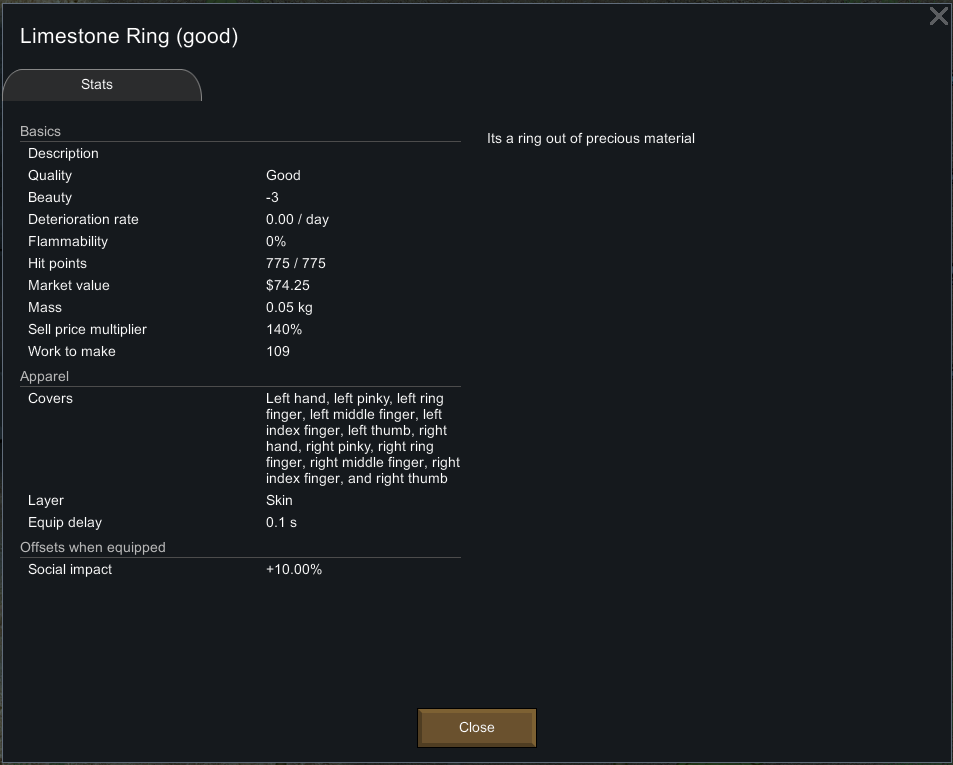 Limestone Ring (good)
Stats
Basics
Description
Quality Good
Beauty -3
Deterioration rate 0.00 / day
Flammability 0%
Hit points 775 / 775
Market value $74.25
Mass 0.05 kg
Sell price multiplier 140%
Work to make 109
Apparel
Covers Left hand, left pinky, left ring
finger, left middle finger, left
index finger, left thumb, right
hand, right pinky, right ring
finger, right middle finger, right
index finger, and right thumb
Layer Skin
Equip delay 0.1 s
Offsets when equipped
Social impact +10.00%
Its a ring out of precious material
Close